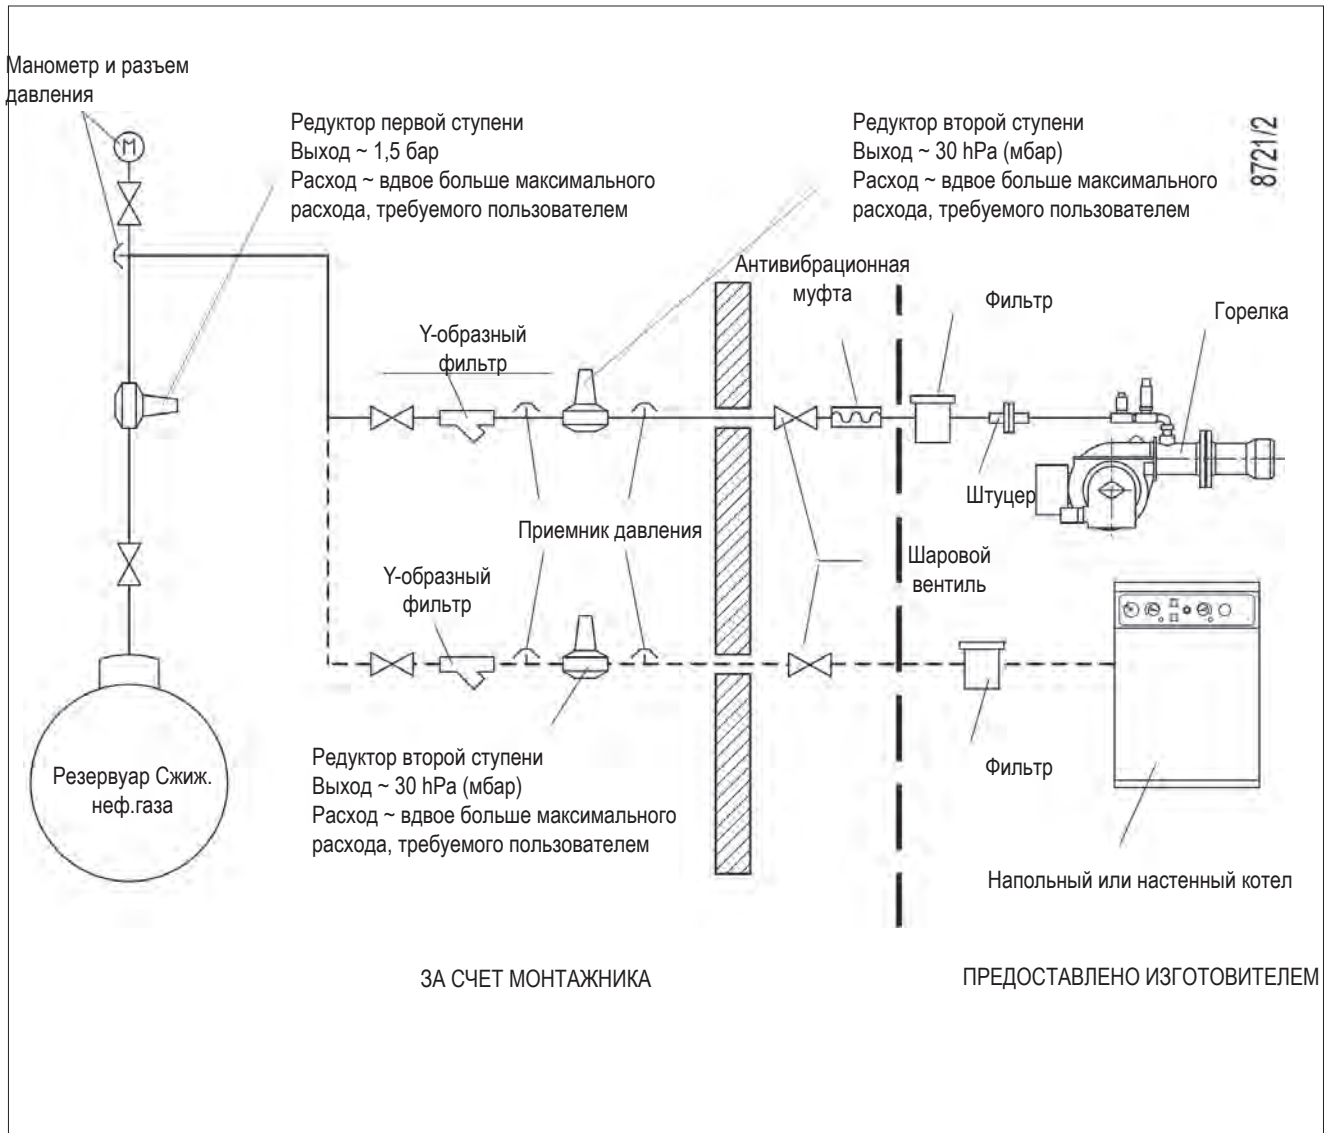 Манометр и разъем
давления
М
Редуктор первой ступени
Выход ~ 1,5 бар
Расход ~ вдвое больше максимального
расхода, требуемого пользователем
Редуктор второй ступени
Выход ~ 30 hPa (мбар)
Расход ~ вдвое больше максимального
расхода, требуемого пользователем
8721/2
Антивибрационная
муфта
Фильтр
Горелка
Y-образный
фильтр
Штуцер
Приемник давления
Шаровой
вентиль
Y-образный
фильтр
Резервуар Сжиж.
неф.газа
Редуктор второй ступени
Выход ~ 30 hPa (мбар)
Расход ~ вдвое больше максимального
расхода, требуемого пользователем
Фильтр
Напольный или настенный котел
ЗА СЧЕТ МОНТАЖНИКА
ПРЕДОСТАВЛЕНО ИЗГОТОВИТЕЛЕМ